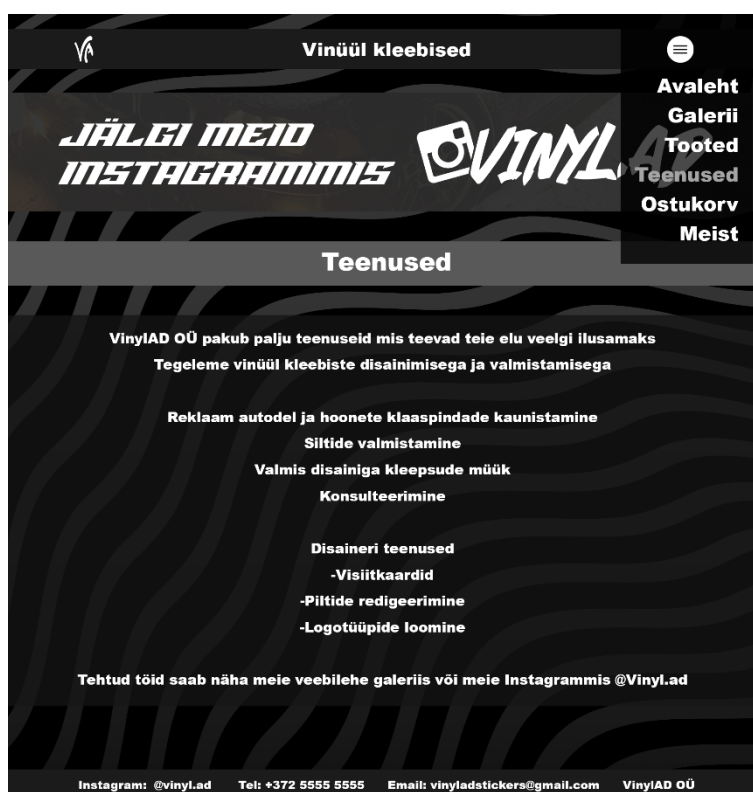 Vinüül kleebised
Avaleht
Galerii
Tooted
Teenused
Ostukorv
Meist
JÄLGI MEID
INSTAGRAMMIS
VINYL.AD
Teenused
VinylAD OÜ pakub palju teenuseid mis teevad teie elu veelgi ilusamaks
Tegeleme vinüül kleebiste disainimisega ja valmistamisega
Reklaam autodel ja hoonete klaaspindade kaunistamine
Siltide valmistamine
Valmis disainiga kleepsude müük
Konsulteerimine
Disaineri teenused
-Visiitkaardid
-Piltide redigeerimine
-Logotüüpide loomine
Tehtud töid saab näha meie veebilehe galeriis või meie Instagrammis @Vinyl.ad
Instagram: @vinyl.ad Tel: +372 5555 5555 Email: vinyladstickers@gmail.com VinylAD OÜ